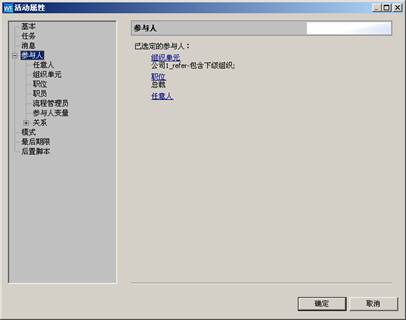 WT 活动属性
基本
任务
消息
参与人
任意人
组织单元
职位
职员
流程管理员
参与人变量
关系
模式
最后期限
后置脚本
参与人
已选定的参与人：
组织单元
公司1_refer-包含下级组织;
职位
总裁
任意人
确定
取消